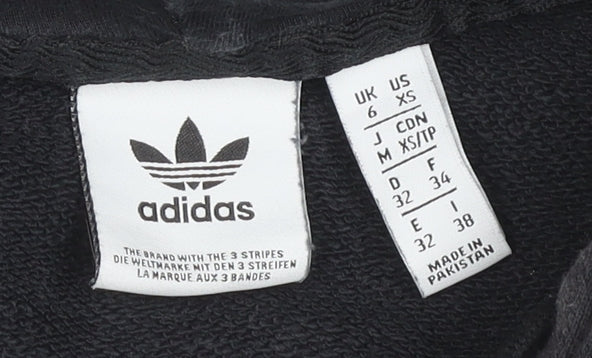 adidas
THE BRAND WITH THE 3 STRIPES
DIE WELTMARKE MIT DEN 3 STREIFEN
LA MARQUE AUX 3 BANDES
UK US
6 XS
J CDN
M XS/TP
D F
32 34
E I
32 38
MADE IN
PAKISTAN